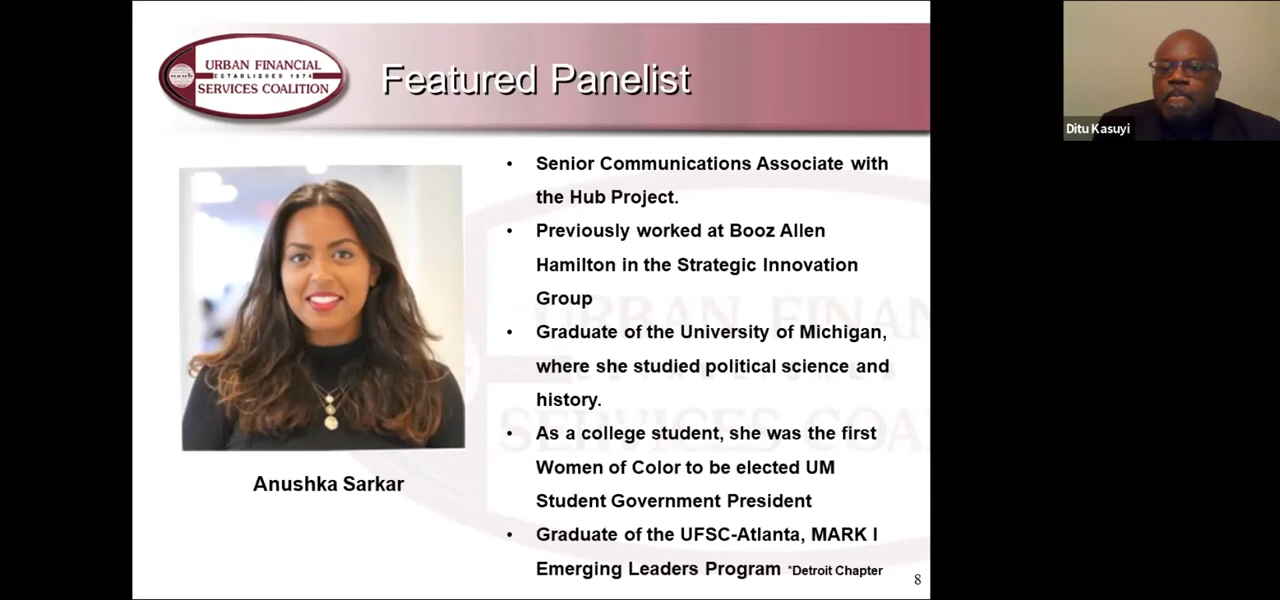 URBAN FINANCIAL
ESTABLISHED 1974
SERVICES COALITION
Featured Panelist
Ditu Kasuyi
• Senior Communications Associate with
the Hub Project.
• Previously worked at Booz Allen
Hamilton in the Strategic Innovation
Group
• Graduate of the University of Michigan,
where she studied political science and
history.
• As a college student, she was the first
Women of Color to be elected UM
Student Government President
• Graduate of the UFSC-Atlanta, MARK I
Emerging Leaders Program *Detroit Chapter
Anushka Sarkar
8